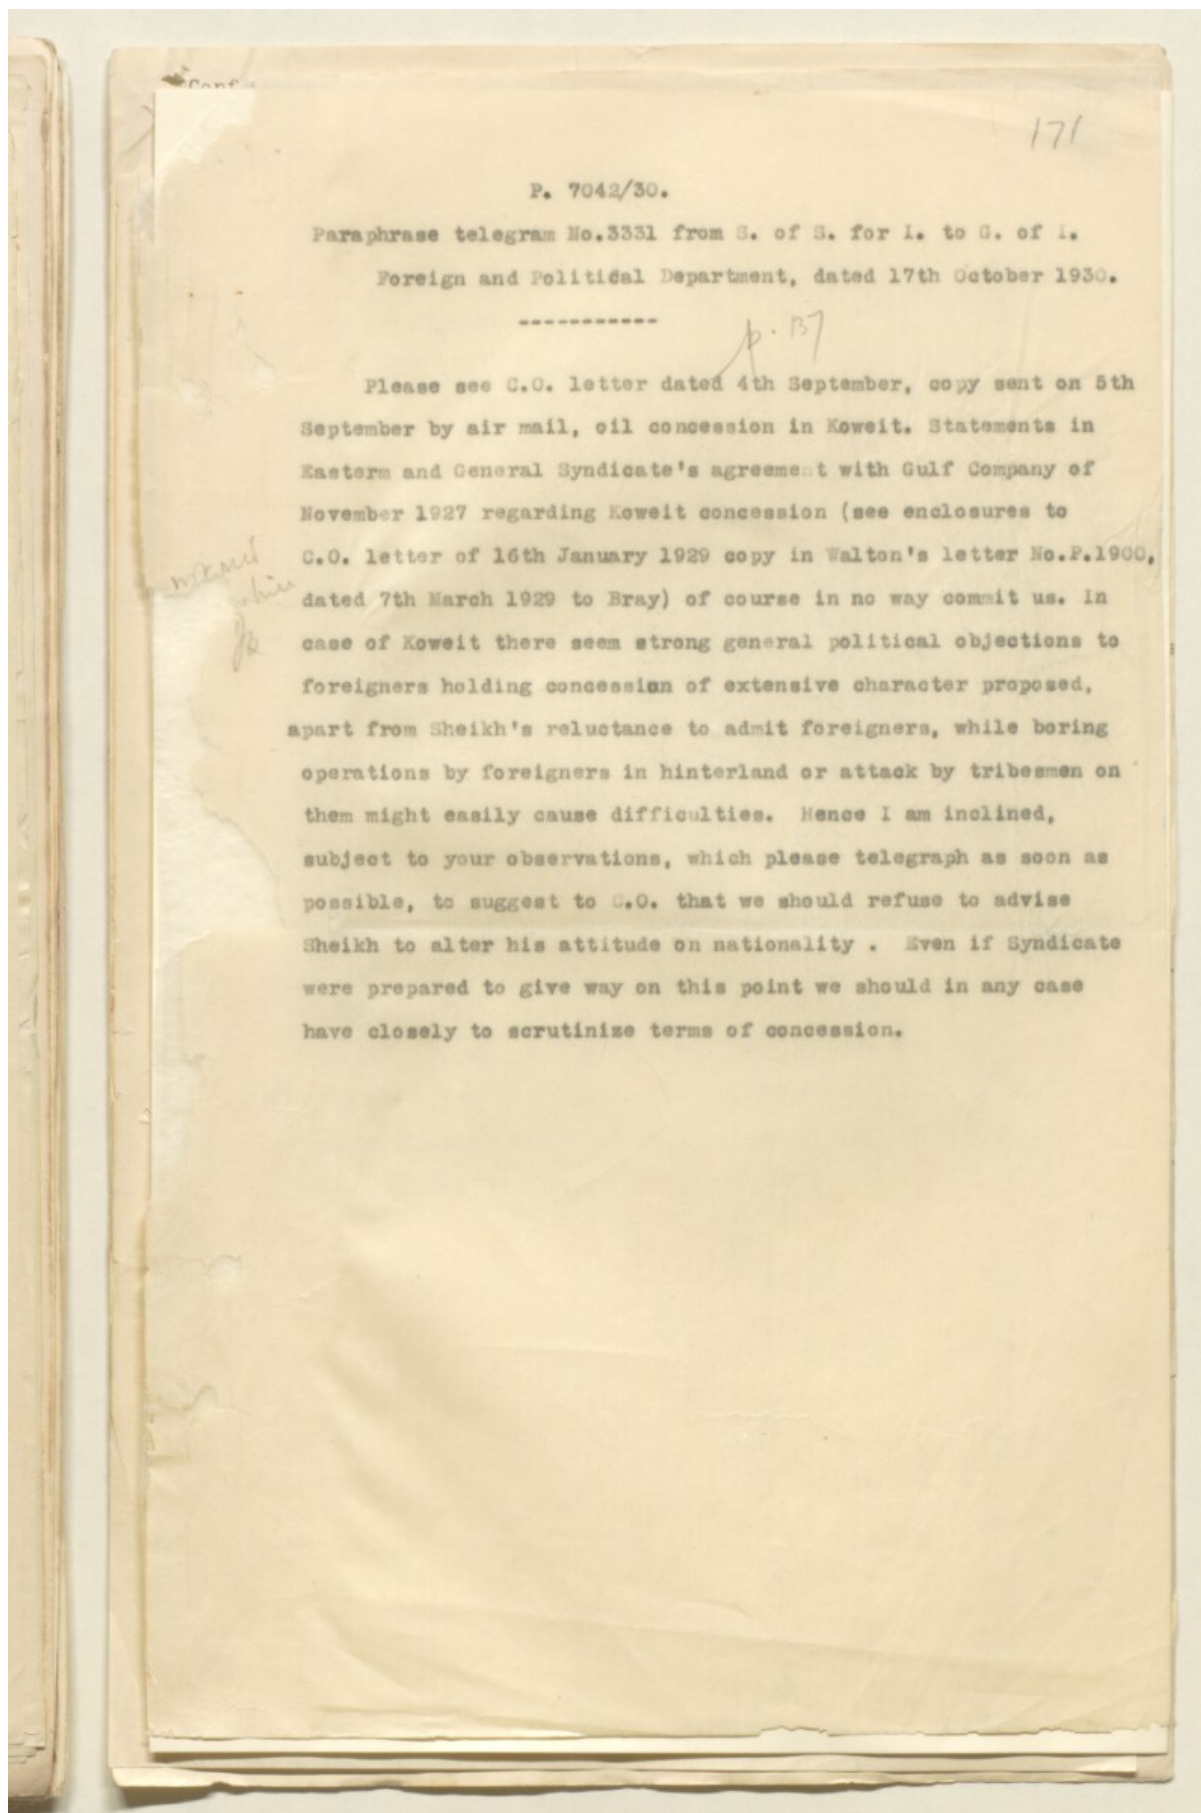 Conf
171
P. 7042/30.
Paraphrase telegram No.3331 from S. of S. for I. to G. of I.
Foreign and Political Department, dated 17th October 1930.
-----------
p. 137
Please see C.O. letter dated 4th September, copy sent on 5th
September by air mail, oil concession in Koweit. Statements in
Eastern and General Syndicate's agreement with Gulf Company of
November 1927 regarding Koweit concession (see enclosures to
C.O. letter of 16th January 1929 copy in Walton's letter No.P.1900,
dated 7th March 1929 to Bray) of course in no way commit us. In
case of Koweit there seem strong general political objections to
foreigners holding concession of extensive character proposed,
apart from Sheikh's reluctance to admit foreigners, while boring
operations by foreigners in hinterland or attack by tribesmen on
them might easily cause difficulties. Hence I am inclined,
subject to your observations, which please telegraph as soon as
possible, to suggest to C.O. that we should refuse to advise
Sheikh to alter his attitude on nationality . Even if Syndicate
were prepared to give way on this point we should in any case
have closely to scrutinize terms of concession.